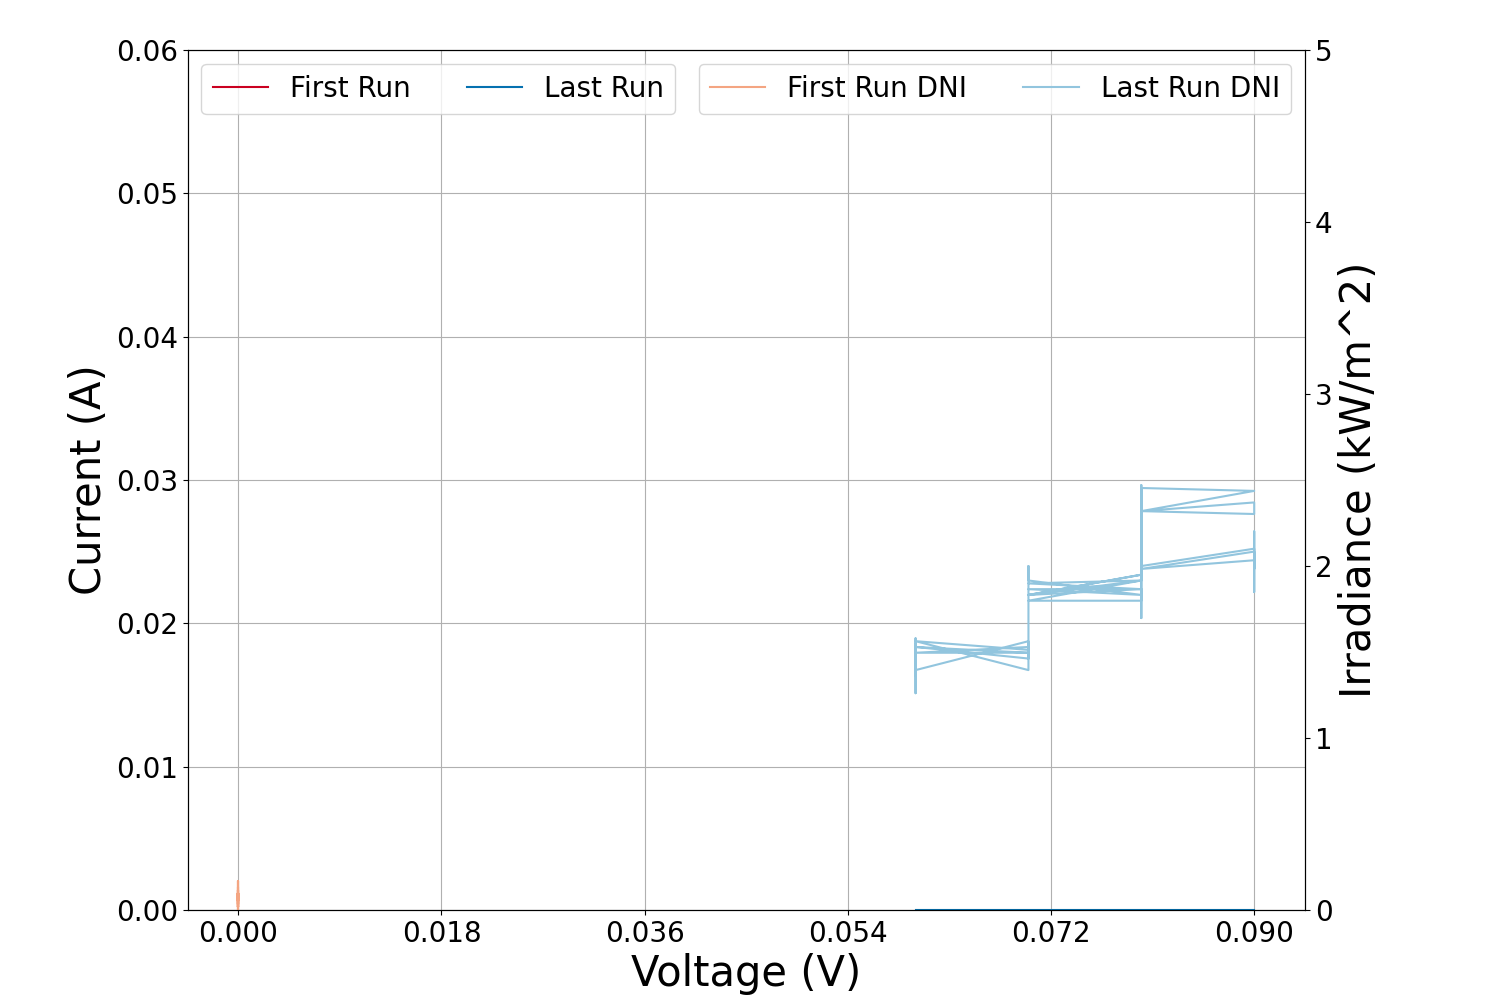 First Run
Last Run
First Run DNI
Last Run DNI
0.06
0.05
0.04
0.03
0.02
0.01
0.00
Current (A)
5
4
3
2
1
0
Irradiance (kW/m^2)
0.000
0.018
0.036
0.054
0.072
0.090
Voltage (V)